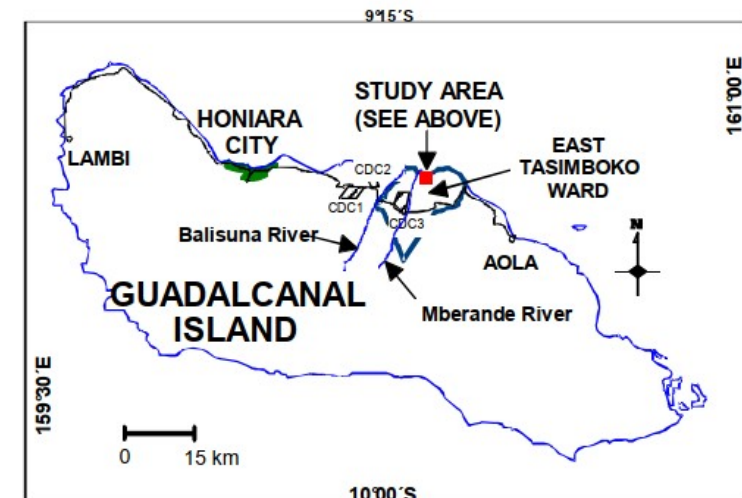 9°15´S
161°00´E
STUDY AREA
(SEE ABOVE)
HONIARA
CITY
EAST
TASIMBOKO
WARD
LAMBI
CDC2
CDC1
CDC3
N
Balisuna River
AOLA
GUADALCANAL
ISLAND
Mberande River
159°30´E
0 15 km
10°00´S